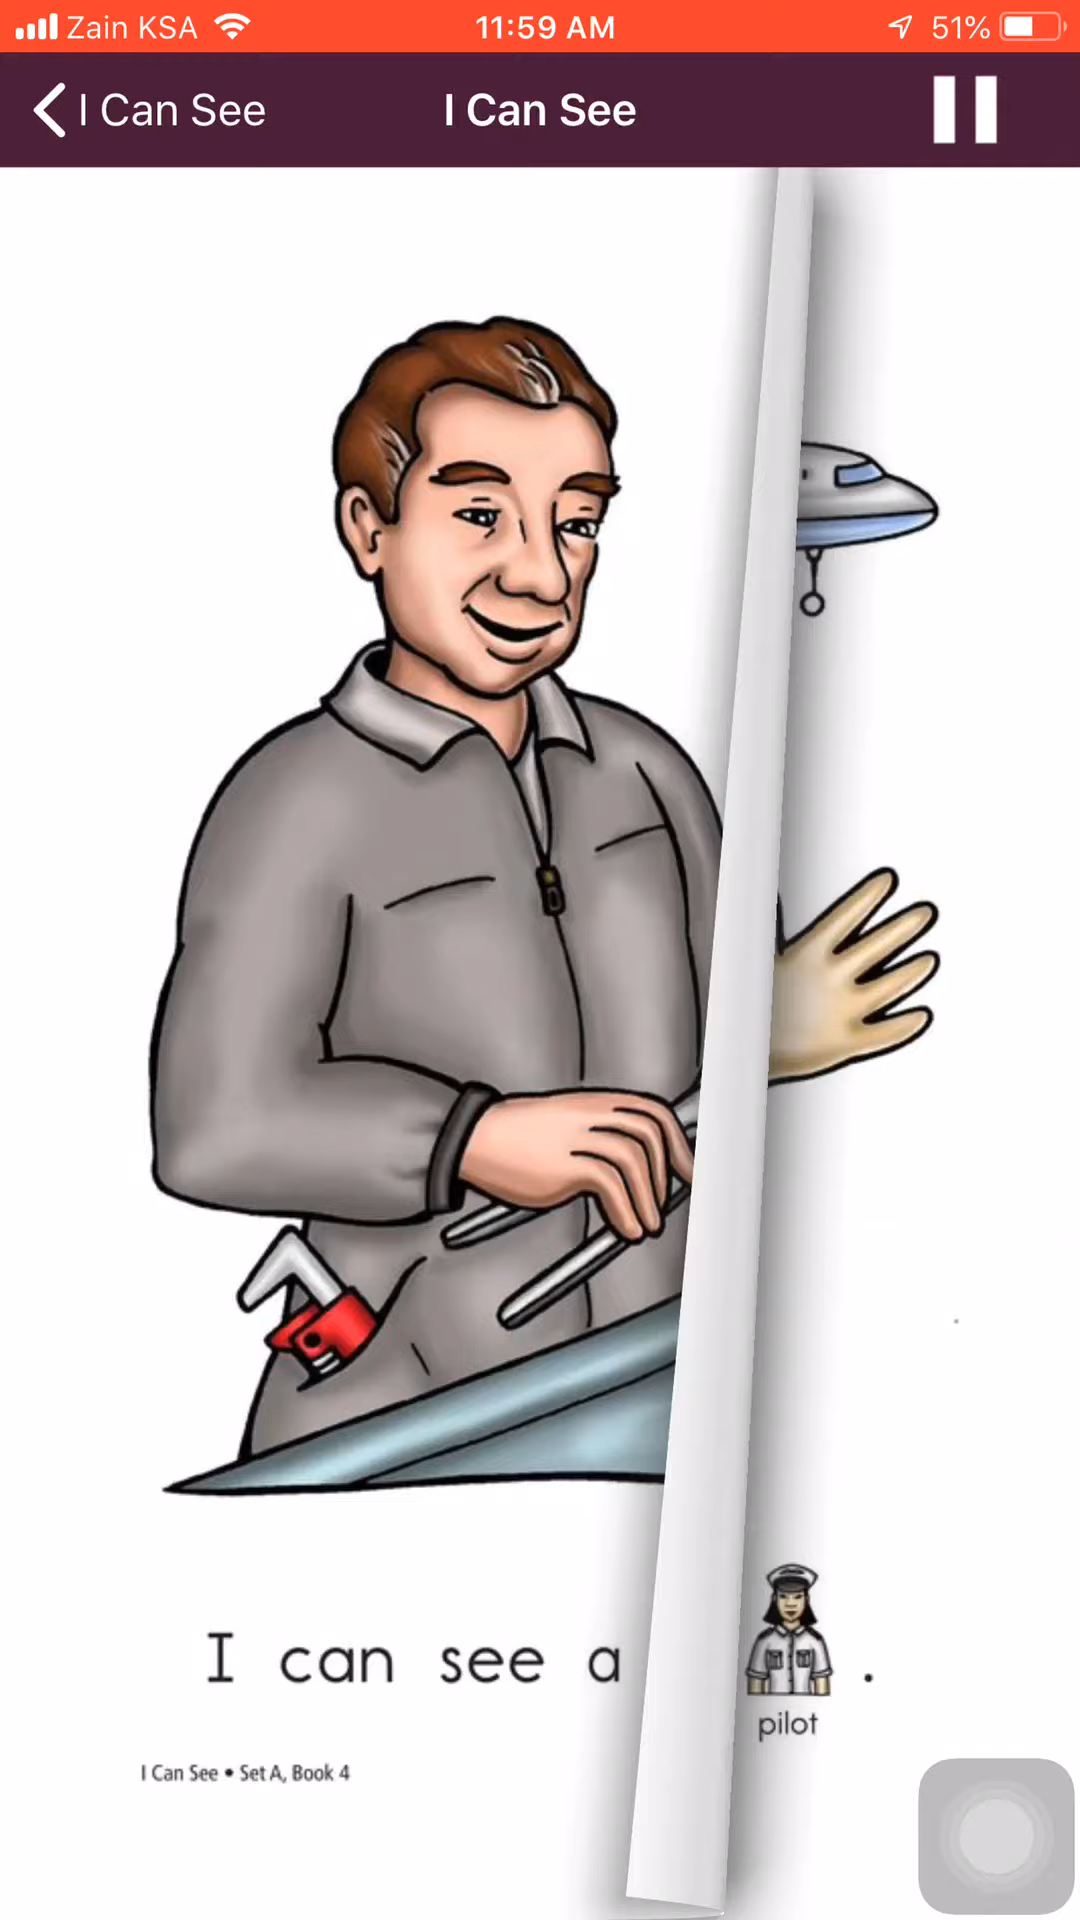 Zain KSA 11:59 AM 51%
I Can See I Can See
I can see a .
pilot
I Can See • Set A, Book 4